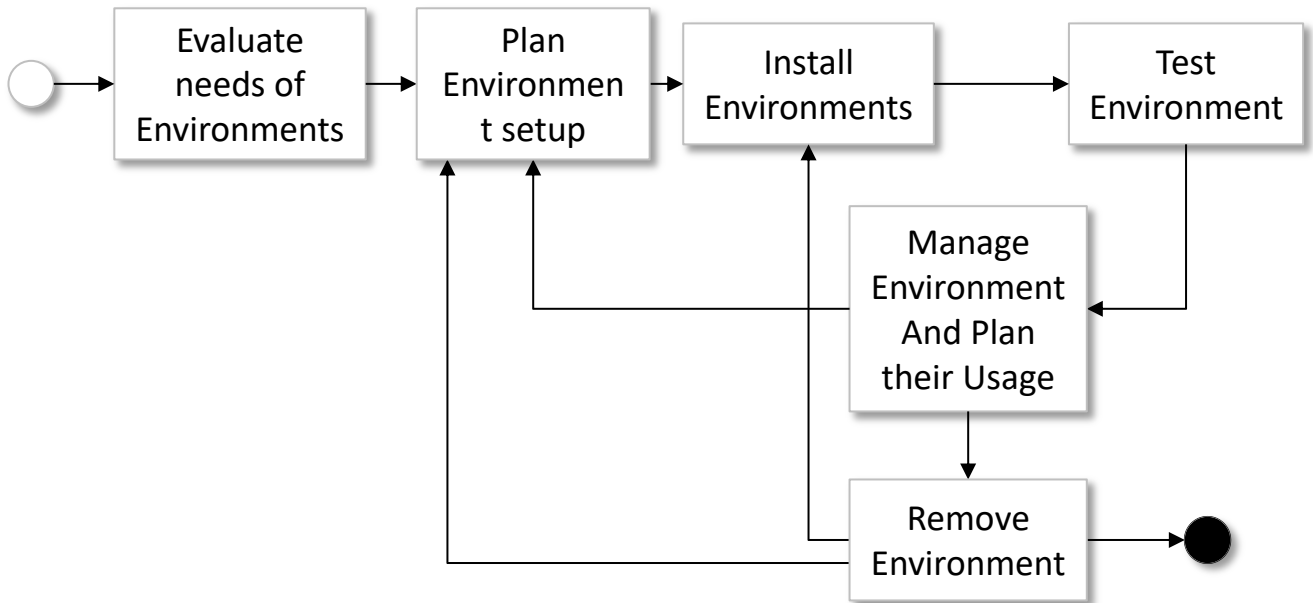 Evaluate
needs of
Environments
Plan
Environmen
t setup
Install
Environments
Test
Environment
Manage
Environment
And Plan
their Usage
Remove
Environment